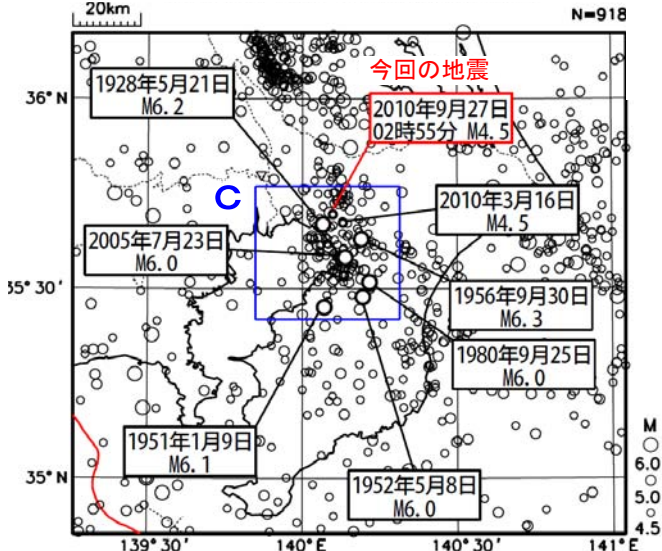 20km
N=918
今回の地震
1928年5月21日
M6.2
36°N
2010年9月27日
02時55分 M4.5
C
2010年3月16日
M4.5
2005年7月23日
M6.0
35°30'
1956年9月30日
M6.3
1980年9月25日
M6.0
1951年1月9日
M6.1
1952年5月8日
M6.0
35°N
M
6.0
5.0
4.5
139°30'
140°E
140°30'
141°E